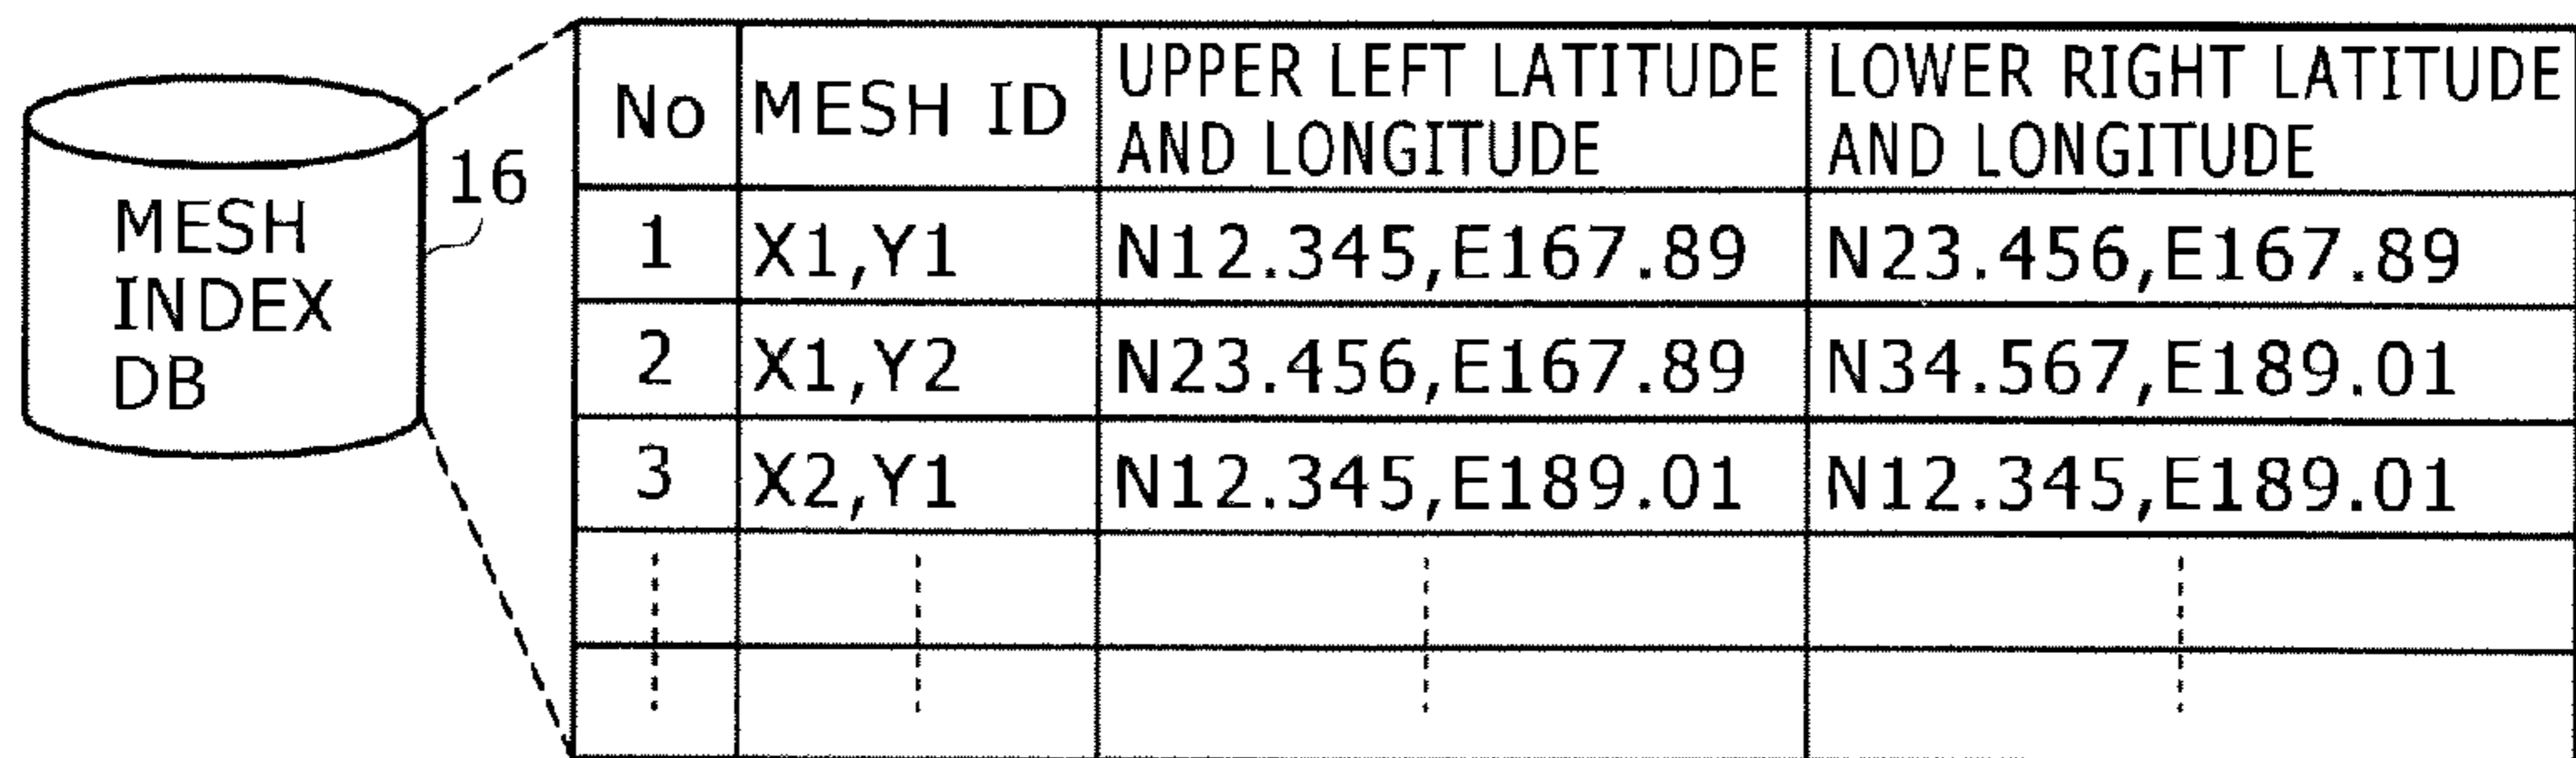 MESH
INDEX
DB
16
No MESH ID UPPER LEFT LATITUDE AND LONGITUDE LOWER RIGHT LATITUDE AND LONGITUDE
1 X1,Y1 N12.345,E167.89 N23.456,E167.89
2 X1,Y2 N23.456,E167.89 N34.567,E189.01
3 X2,Y1 N12.345,E189.01 N12.345,E189.01